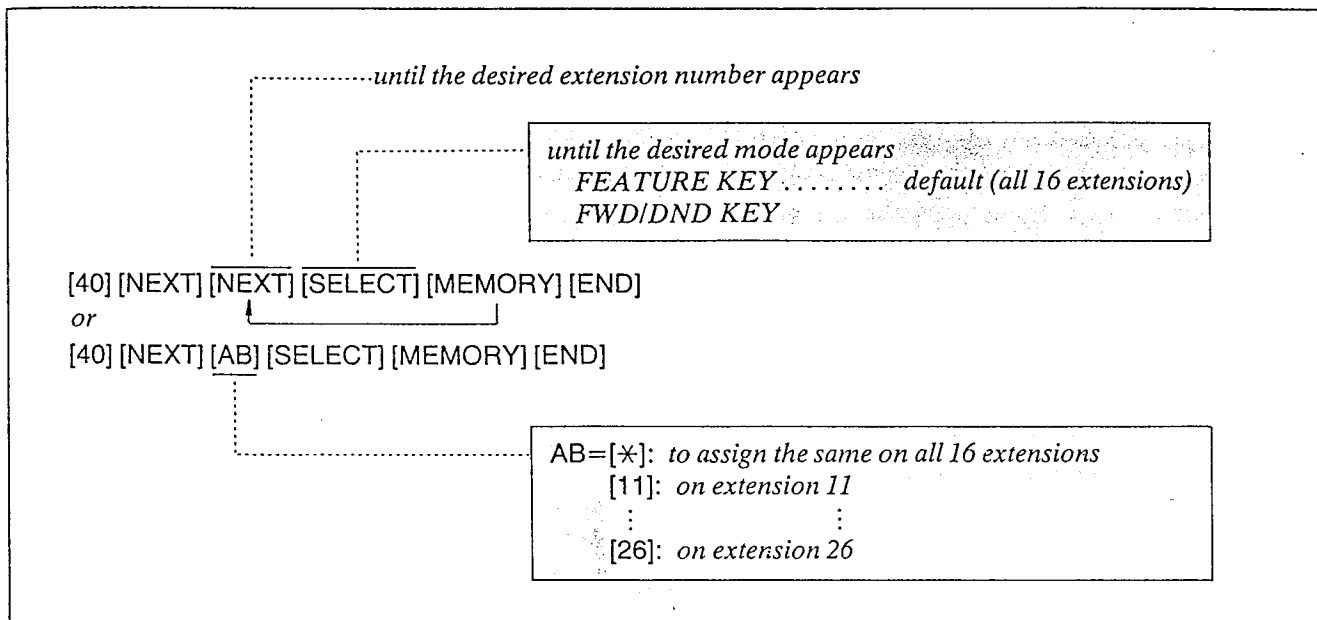 until the desired extension number appears
until the desired mode appears
FEATURE KEY ........ default (all 16 extensions)
FWD/DND KEY
[40] [NEXT] [NEXT] [SELECT] [MEMORY] [END]
or
[40] [NEXT] [AB] [SELECT] [MEMORY] [END]
AB=[✳]: to assign the same on all 16 extensions
[11]: on extension 11
⋮ ⋮
[26]: on extension 26